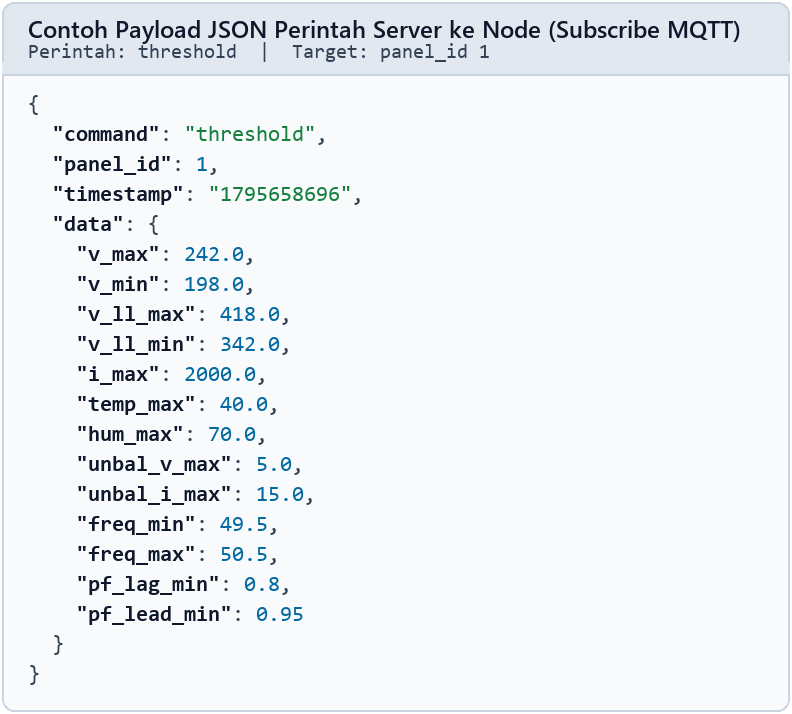 Contoh Payload JSON Perintah Server ke Node (Subscribe MQTT)
Perintah: threshold | Target: panel_id 1
{
  "command": "threshold",
  "panel_id": 1,
  "timestamp": "1795658696",
  "data": {
    "v_max": 242.0,
    "v_min": 198.0,
    "v_ll_max": 418.0,
    "v_ll_min": 342.0,
    "i_max": 2000.0,
    "temp_max": 40.0,
    "hum_max": 70.0,
    "unbal_v_max": 5.0,
    "unbal_i_max": 15.0,
    "freq_min": 49.5,
    "freq_max": 50.5,
    "pf_lag_min": 0.8,
    "pf_lead_min": 0.95
  }
}